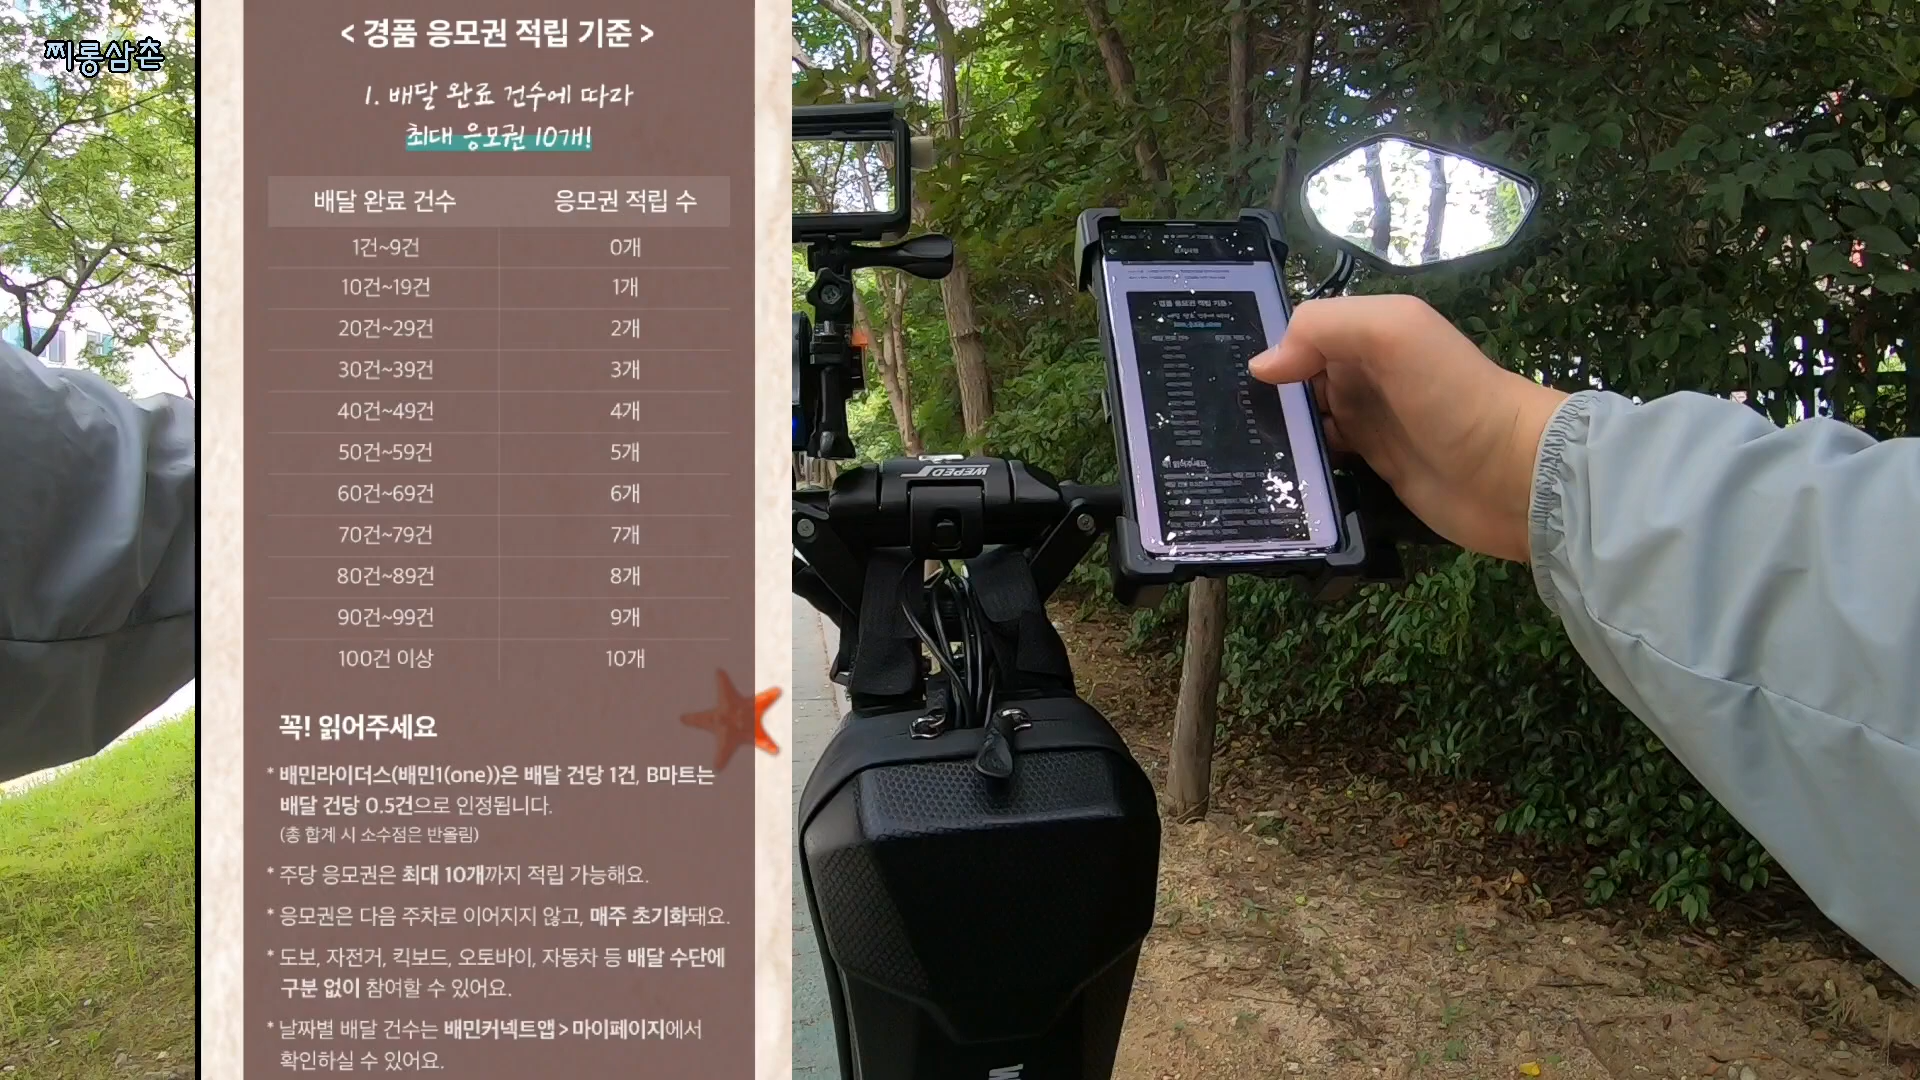 찌롱삼촌
< 경품 응모권 적립 기준 >
1. 배달 완료 건수에 따라
최대 응모권 10개!
배달 완료 건수 응모권 적립 수
1건~9건 0개
10건~19건 1개
20건~29건 2개
30건~39건 3개
40건~49건 4개
50건~59건 5개
60건~69건 6개
70건~79건 7개
80건~89건 8개
90건~99건 9개
100건 이상 10개
꼭! 읽어주세요
* 배민라이더스(배민1(one))은 배달 건당 1건, B마트는
배달 건당 0.5건으로 인정됩니다.
(총 합계 시 소수점은 반올림)
* 주당 응모권은 최대 10개까지 적립 가능해요.
* 응모권은 다음 주차로 이어지지 않고, 매주 초기화돼요.
* 도보, 자전거, 킥보드, 오토바이, 자동차 등 배달 수단에
구분 없이 참여할 수 있어요.
* 날짜별 배달 건수는 배민커넥트앱 > 마이페이지에서
확인하실 수 있어요.
< 경품 응모권 적립 기준 >
WEPED